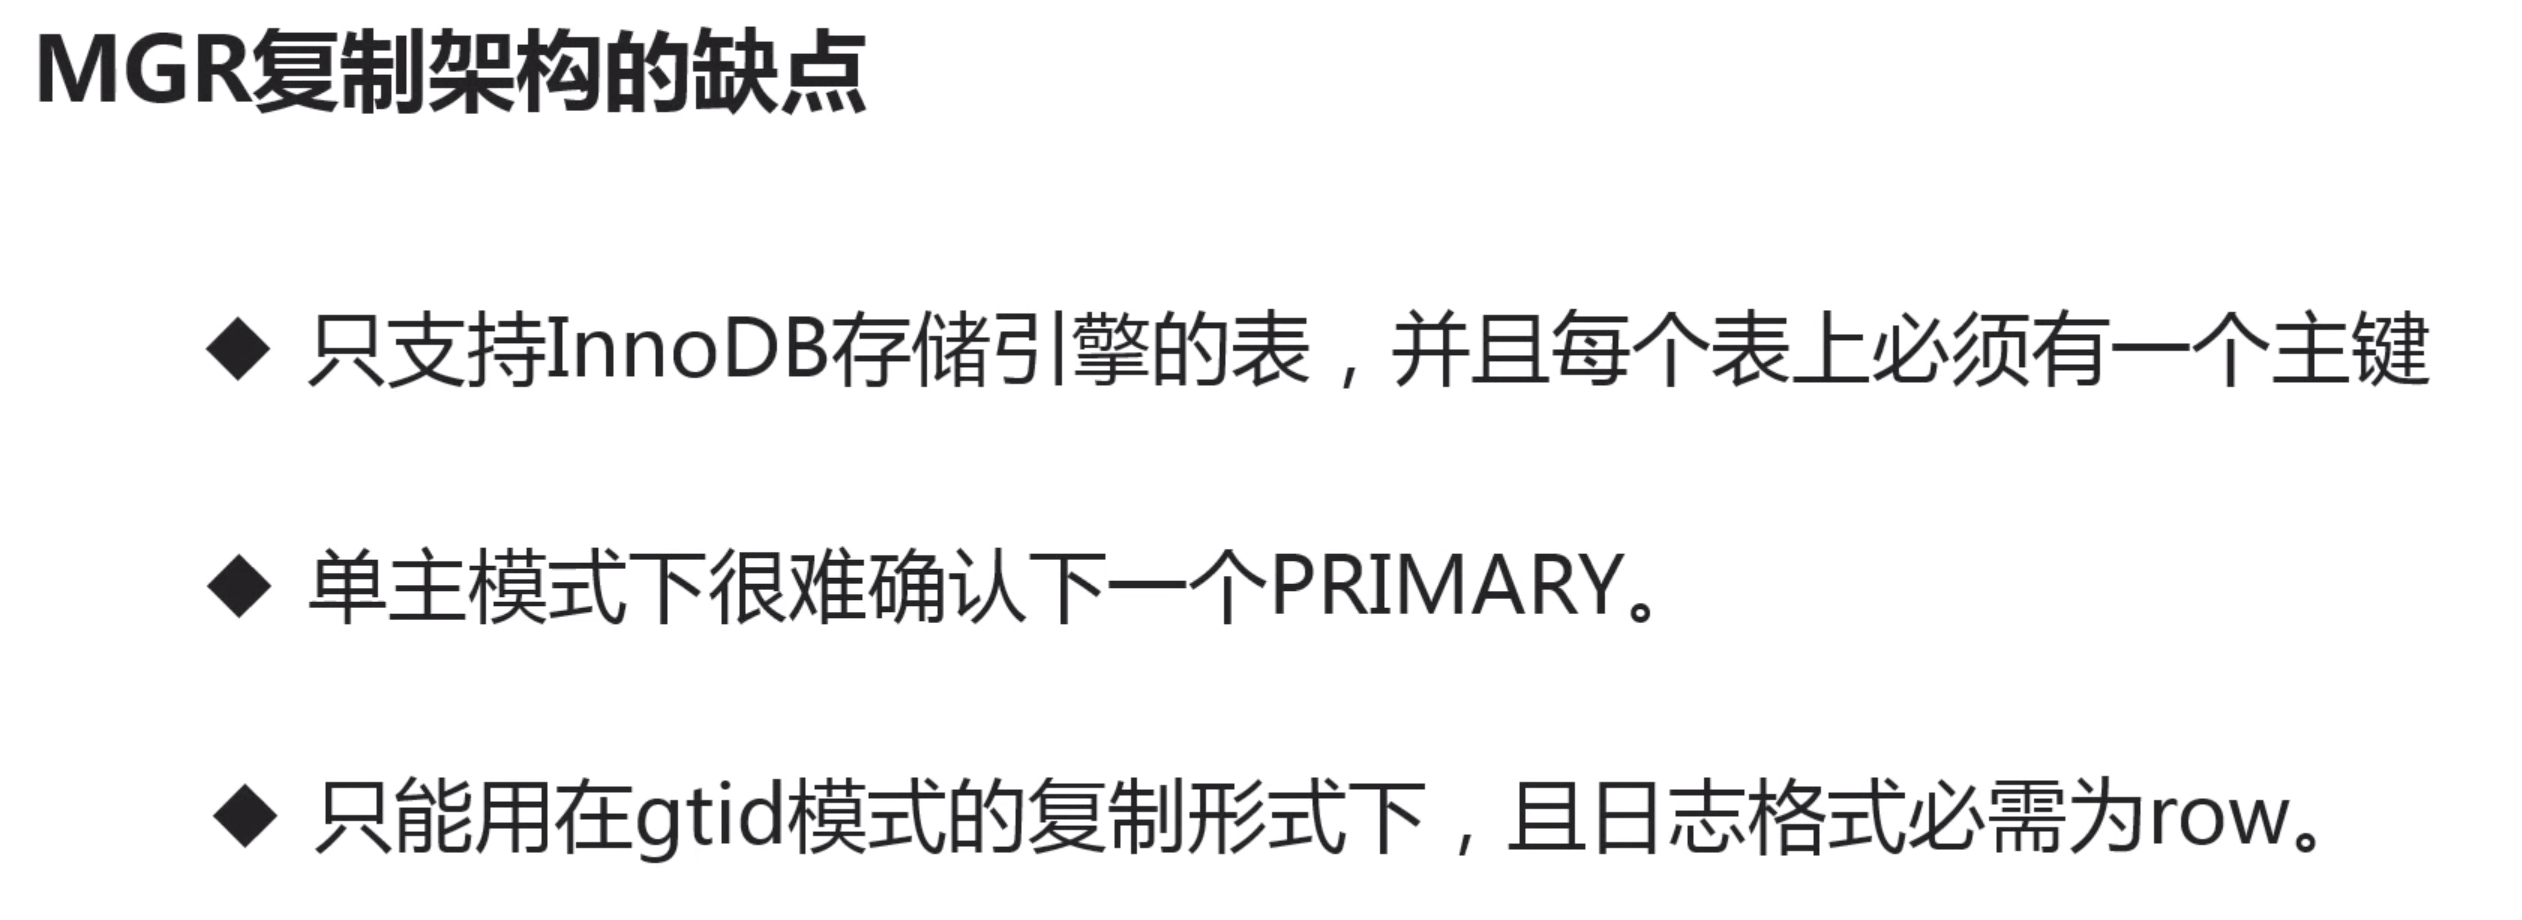 MGR复制架构的缺点
◆ 只支持InnoDB存储引擎的表，并且每个表上必须有一个主键
◆ 单主模式下很难确认下一个PRIMARY。
◆ 只能用在gtid模式的复制形式下，且日志格式必需为row。